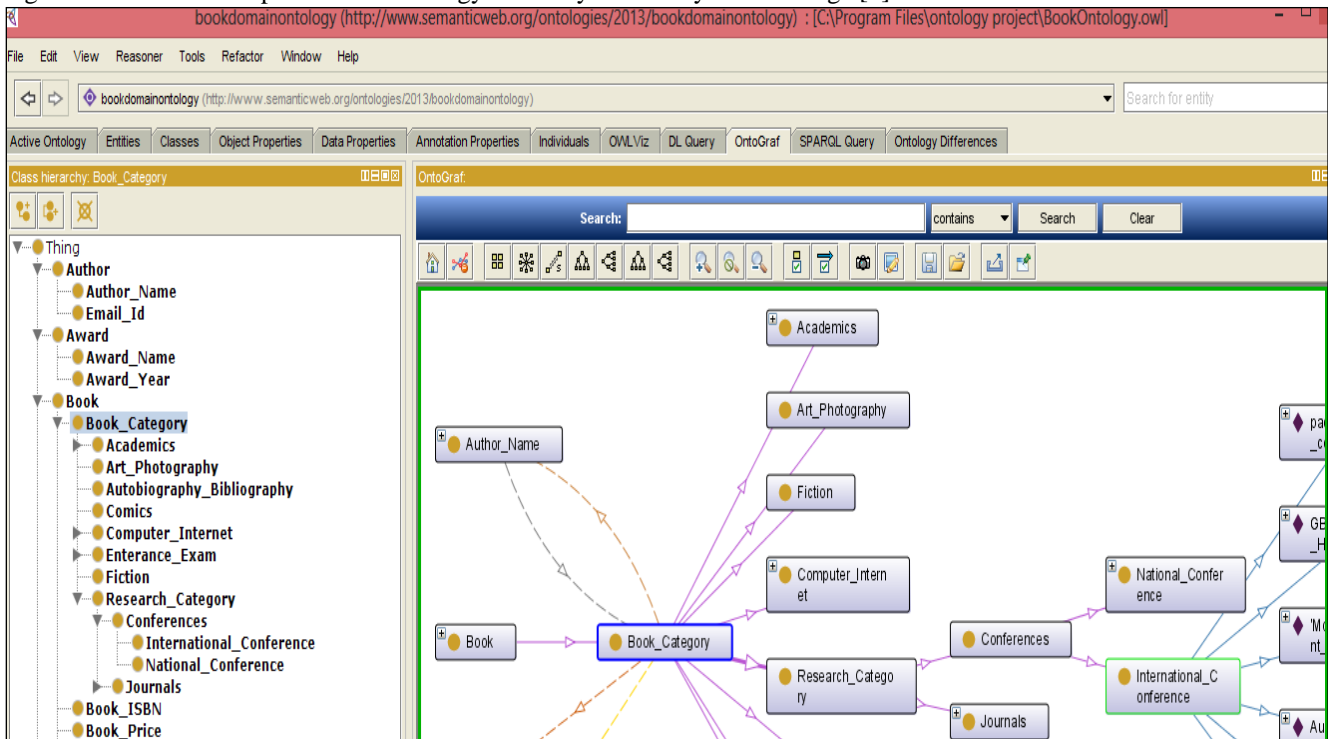 bookdomainontology (http://www.semanticweb.org/ontologies/2013/bookdomainontology) : [C:\Program Files\ontology project\BookOntology.owl]
File Edit View Reasoner Tools Refactor Window Help
bookdomainontology (http://www.semanticweb.org/ontologies/2013/bookdomainontology)
Search for entity
Active Ontology Entities Classes Object Properties Data Properties Annotation Properties Individuals OWLViz DL Query OntoGraf SPARQL Query Ontology Differences
Class hierarchy: Book_Category
Thing
Author
Author_Name
Email_Id
Award
Award_Name
Award_Year
Book
Book_Category
Academics
Art_Photography
Autobiography_Bibliography
Comics
Computer_Internet
Enterance_Exam
Fiction
Research_Category
Conferences
International_Conference
National_Conference
Journals
Book_ISBN
Book_Price
OntoGraf:
Search: contains Search Clear
Academics
Art_Photography
Author_Name
Fiction
Computer_Intern
et
National_Confer
ence
Book
Book_Category
Conferences
Research_Catego
ry
International_C
onference
Journals